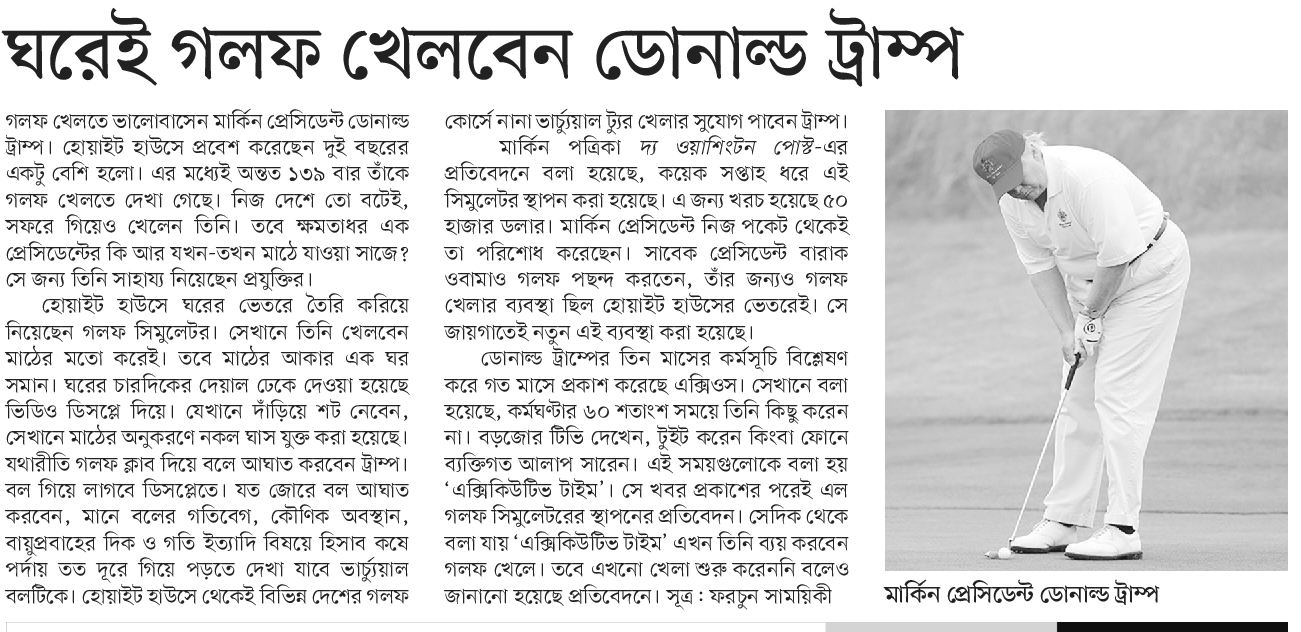 ঘরেই গলফ খেলবেন ডোনাল্ড ট্রাম্প
গলফ খেলতে ভালোবাসেন মার্কিন প্রেসিডেন্ট ডোনাল্ড
ট্রাম্প। হোয়াইট হাউসে প্রবেশ করেছেন দুই বছরের
একটু বেশি হলো। এর মধ্যেই অন্তত ১৩৯ বার তাঁকে
গলফ খেলতে দেখা গেছে। নিজ দেশে তো বটেই,
সফরে গিয়েও খেলেন তিনি। তবে ক্ষমতাধর এক
প্রেসিডেন্টের কি আর যখন-তখন মাঠে যাওয়া সাজে?
সে জন্য তিনি সাহায্য নিয়েছেন প্রযুক্তির।
হোয়াইট হাউসে ঘরের ভেতরে তৈরি করিয়ে
নিয়েছেন গলফ সিমুলেটর। সেখানে তিনি খেলবেন
মাঠের মতো করেই। তবে মাঠের আকার এক ঘর
সমান। ঘরের চারদিকের দেয়াল ঢেকে দেওয়া হয়েছে
ভিডিও ডিসপ্লে দিয়ে। যেখানে দাঁড়িয়ে শট নেবেন,
সেখানে মাঠের অনুকরণে নকল ঘাস যুক্ত করা হয়েছে।
যথারীতি গলফ ক্লাব দিয়ে বলে আঘাত করবেন ট্রাম্প।
বল গিয়ে লাগবে ডিসপ্লেতে। যত জোরে বল আঘাত
করবেন, মানে বলের গতিবেগ, কৌণিক অবস্থান,
বায়ুপ্রবাহের দিক ও গতি ইত্যাদি বিষয়ে হিসাব কষে
পর্দায় তত দূরে গিয়ে পড়তে দেখা যাবে ভার্চ্যুয়াল
বলটিকে। হোয়াইট হাউসে থেকেই বিভিন্ন দেশের গলফ
কোর্সে নানা ভার্চ্যুয়াল ট্যুর খেলার সুযোগ পাবেন ট্রাম্প।
মার্কিন পত্রিকা দ্য ওয়াশিংটন পোস্ট-এর
প্রতিবেদনে বলা হয়েছে, কয়েক সপ্তাহ ধরে এই
সিমুলেটর স্থাপন করা হয়েছে। এ জন্য খরচ হয়েছে ৫০
হাজার ডলার। মার্কিন প্রেসিডেন্ট নিজ পকেট থেকেই
তা পরিশোধ করেছেন। সাবেক প্রেসিডেন্ট বারাক
ওবামাও গলফ পছন্দ করতেন, তাঁর জন্যও গলফ
খেলার ব্যবস্থা ছিল হোয়াইট হাউসের ভেতরেই। সে
জায়গাতেই নতুন এই ব্যবস্থা করা হয়েছে।
ডোনাল্ড ট্রাম্পের তিন মাসের কর্মসূচি বিশ্লেষণ
করে গত মাসে প্রকাশ করেছে এক্সিওস। সেখানে বলা
হয়েছে, কর্মঘণ্টার ৬০ শতাংশ সময়ে তিনি কিছু করেন
না। বড়জোর টিভি দেখেন, টুইট করেন কিংবা ফোনে
ব্যক্তিগত আলাপ সারেন। এই সময়গুলোকে বলা হয়
‘এক্সিকিউটিভ টাইম’। সে খবর প্রকাশের পরেই এল
গলফ সিমুলেটরের স্থাপনের প্রতিবেদন। সেদিক থেকে
বলা যায় ‘এক্সিকিউটিভ টাইম’ এখন তিনি ব্যয় করবেন
গলফ খেলে। তবে এখনো খেলা শুরু করেননি বলেও
জানানো হয়েছে প্রতিবেদনে। সূত্র : ফরচুন সাময়িকী
মার্কিন প্রেসিডেন্ট ডোনাল্ড ট্রাম্প